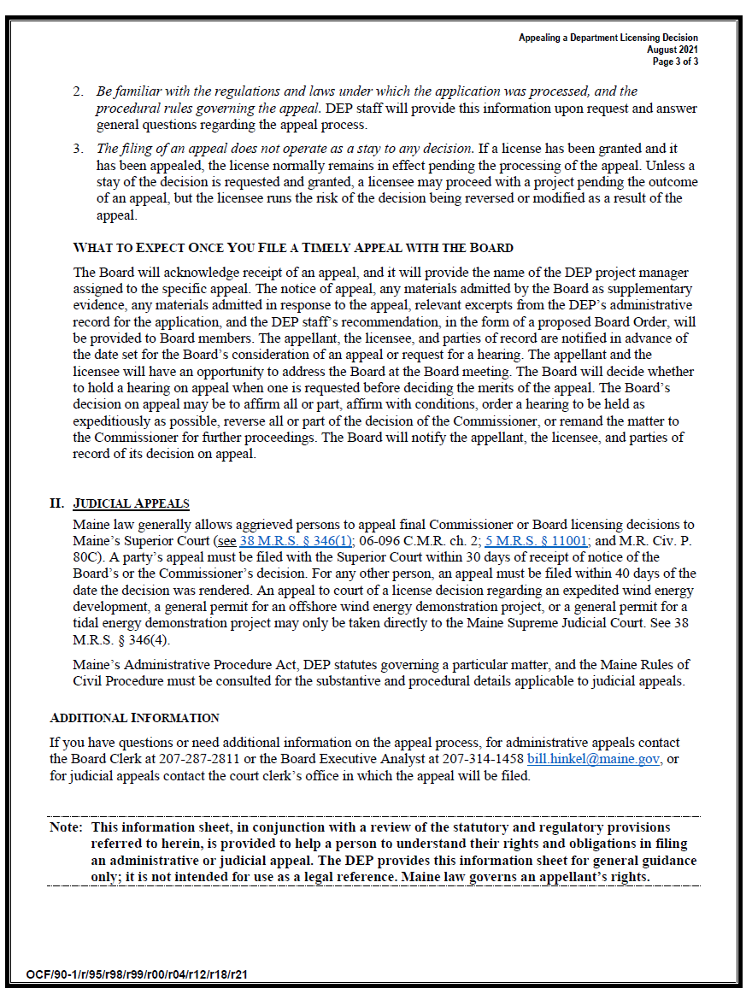 Appealing a Department Licensing Decision
August 2021
Page 3 of 3
2. Be familiar with the regulations and laws under which the application was processed, and the
procedural rules governing the appeal. DEP staff will provide this information upon request and answer
general questions regarding the appeal process.
3. The filing of an appeal does not operate as a stay to any decision. If a license has been granted and it
has been appealed, the license normally remains in effect pending the processing of the appeal. Unless a
stay of the decision is requested and granted, a licensee may proceed with a project pending the outcome
of an appeal, but the licensee runs the risk of the decision being reversed or modified as a result of the
appeal.
WHAT TO EXPECT ONCE YOU FILE A TIMELY APPEAL WITH THE BOARD
The Board will acknowledge receipt of an appeal, and it will provide the name of the DEP project manager
assigned to the specific appeal. The notice of appeal, any materials admitted by the Board as supplementary
evidence, any materials admitted in response to the appeal, relevant excerpts from the DEP’s administrative
record for the application, and the DEP staff’s recommendation, in the form of a proposed Board Order, will
be provided to Board members. The appellant, the licensee, and parties of record are notified in advance of
the date set for the Board’s consideration of an appeal or request for a hearing. The appellant and the
licensee will have an opportunity to address the Board at the Board meeting. The Board will decide whether
to hold a hearing on appeal when one is requested before deciding the merits of the appeal. The Board’s
decision on appeal may be to affirm all or part, affirm with conditions, order a hearing to be held as
expeditiously as possible, reverse all or part of the decision of the Commissioner, or remand the matter to
the Commissioner for further proceedings. The Board will notify the appellant, the licensee, and parties of
record of its decision on appeal.
II. JUDICIAL APPEALS
Maine law generally allows aggrieved persons to appeal final Commissioner or Board licensing decisions to
Maine’s Superior Court (see 38 M.R.S. § 346(1); 06-096 C.M.R. ch. 2; 5 M.R.S. § 11001; and M.R. Civ. P.
80C). A party’s appeal must be filed with the Superior Court within 30 days of receipt of notice of the
Board’s or the Commissioner’s decision. For any other person, an appeal must be filed within 40 days of the
date the decision was rendered. An appeal to court of a license decision regarding an expedited wind energy
development, a general permit for an offshore wind energy demonstration project, or a general permit for a
tidal energy demonstration project may only be taken directly to the Maine Supreme Judicial Court. See 38
M.R.S. § 346(4).
Maine’s Administrative Procedure Act, DEP statutes governing a particular matter, and the Maine Rules of
Civil Procedure must be consulted for the substantive and procedural details applicable to judicial appeals.
ADDITIONAL INFORMATION
If you have questions or need additional information on the appeal process, for administrative appeals contact
the Board Clerk at 207-287-2811 or the Board Executive Analyst at 207-314-1458 bill.hinkel@maine.gov, or
for judicial appeals contact the court clerk’s office in which the appeal will be filed.
Note: This information sheet, in conjunction with a review of the statutory and regulatory provisions
referred to herein, is provided to help a person to understand their rights and obligations in filing
an administrative or judicial appeal. The DEP provides this information sheet for general guidance
only; it is not intended for use as a legal reference. Maine law governs an appellant’s rights.
OCF/90-1/r/95/r98/r99/r00/r04/r12/r18/r21